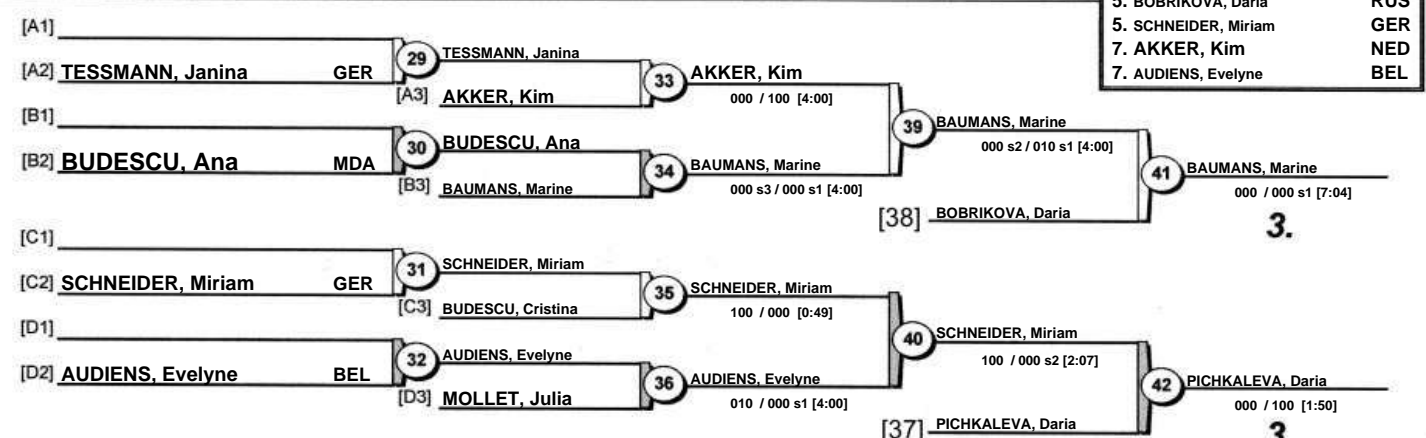 5. BOBRIKOVA, Daria RUS
5. SCHNEIDER, Miriam GER
7. AKKER, Kim NED
7. AUDIENS, Evelyne BEL
[A1]
[A2] TESSMANN, Janina GER
29
TESSMANN, Janina
[A3] AKKER, Kim
33
AKKER, Kim
000 / 100 [4:00]
[B1]
[B2] BUDESCU, Ana MDA
30
BUDESCU, Ana
[B3] BAUMANS, Marine
34
BAUMANS, Marine
000 s3 / 000 s1 [4:00]
39
BAUMANS, Marine
000 s2 / 010 s1 [4:00]
[38] BOBRIKOVA, Daria
41
BAUMANS, Marine
000 / 000 s1 [7:04]
3.
[C1]
[C2] SCHNEIDER, Miriam GER
31
SCHNEIDER, Miriam
[C3] BUDESCU, Cristina
35
SCHNEIDER, Miriam
100 / 000 [0:49]
[D1]
[D2] AUDIENS, Evelyne BEL
32
AUDIENS, Evelyne
[D3] MOLLET, Julia
36
AUDIENS, Evelyne
010 / 000 s1 [4:00]
40
SCHNEIDER, Miriam
100 / 000 s2 [2:07]
[37] PICHKALEVA, Daria
42
PICHKALEVA, Daria
000 / 100 [1:50]
3